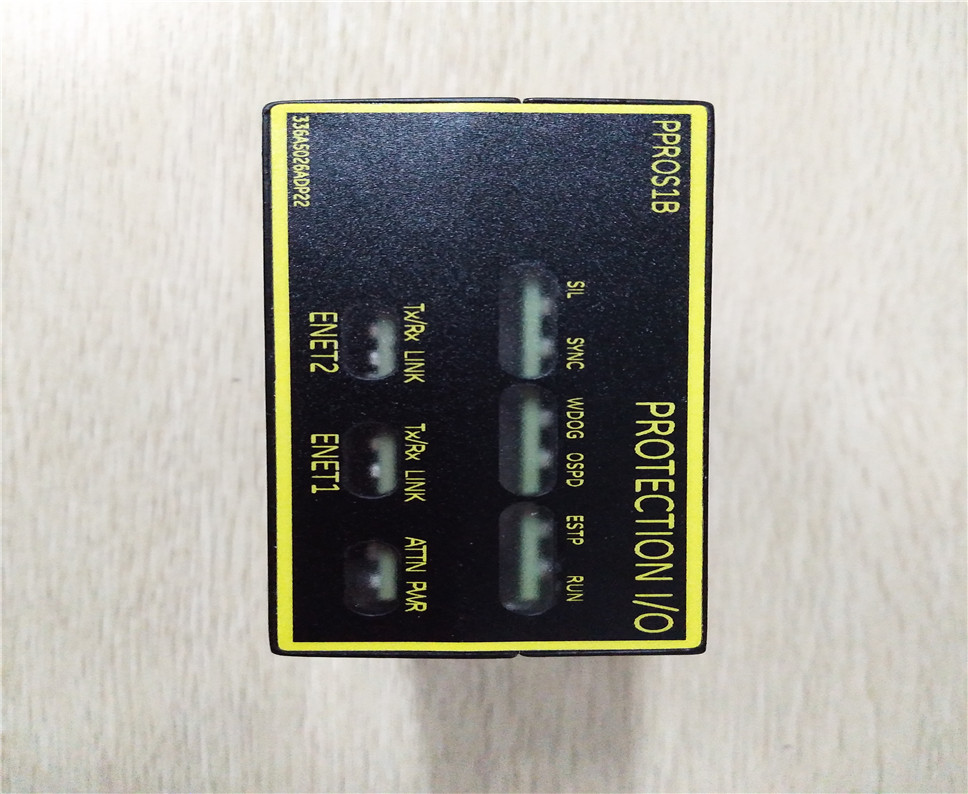 PPROS1B
PROTECTION I/O
SIL SYNC WDOG OSPD ESTP RUN
Tx/Rx LINK Tx/Rx LINK ATTN PWR
ENET2 ENET1
336A5026ADP22